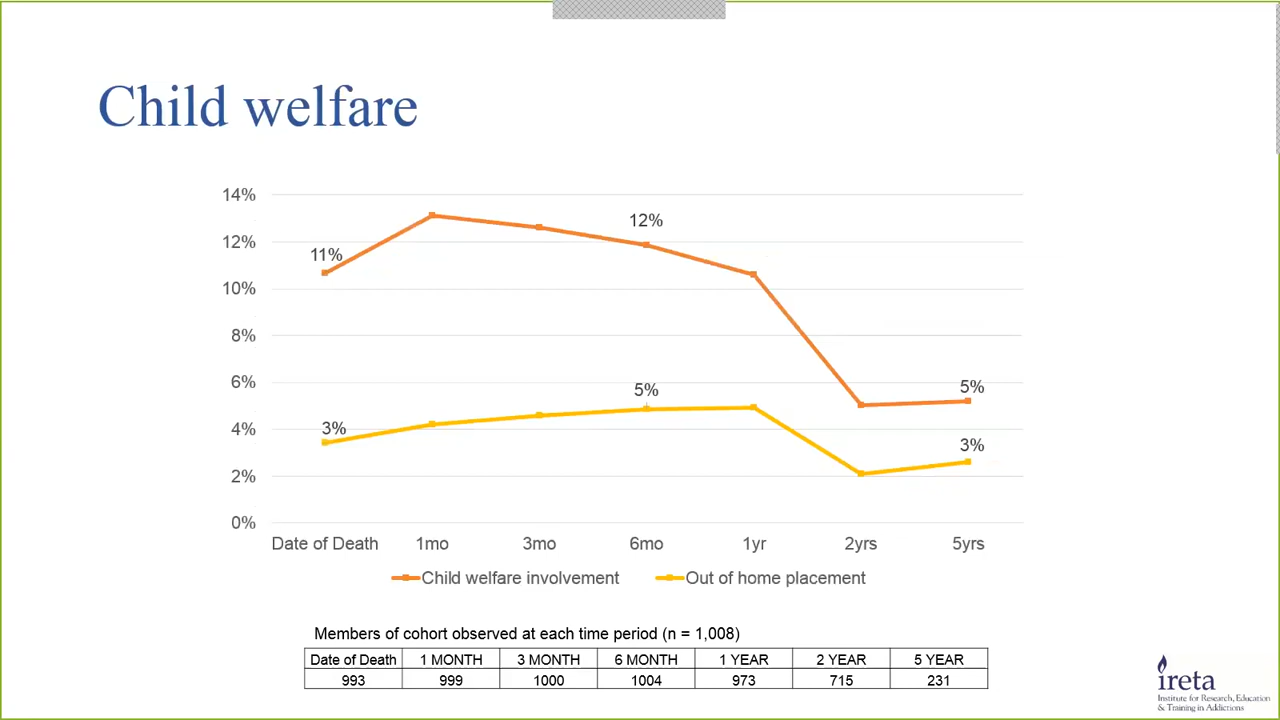 Child welfare
14%
12%
10%
8%
6%
4%
2%
0%
11%
12%
5%
3%
5%
3%
Date of Death 1mo 3mo 6mo 1yr 2yrs 5yrs
Child welfare involvement Out of home placement
Members of cohort observed at each time period (n = 1,008)
Date of Death 1 MONTH 3 MONTH 6 MONTH 1 YEAR 2 YEAR 5 YEAR
993 999 1000 1004 973 715 231
ireta
Institute for Research, Education
& Training in Addictions